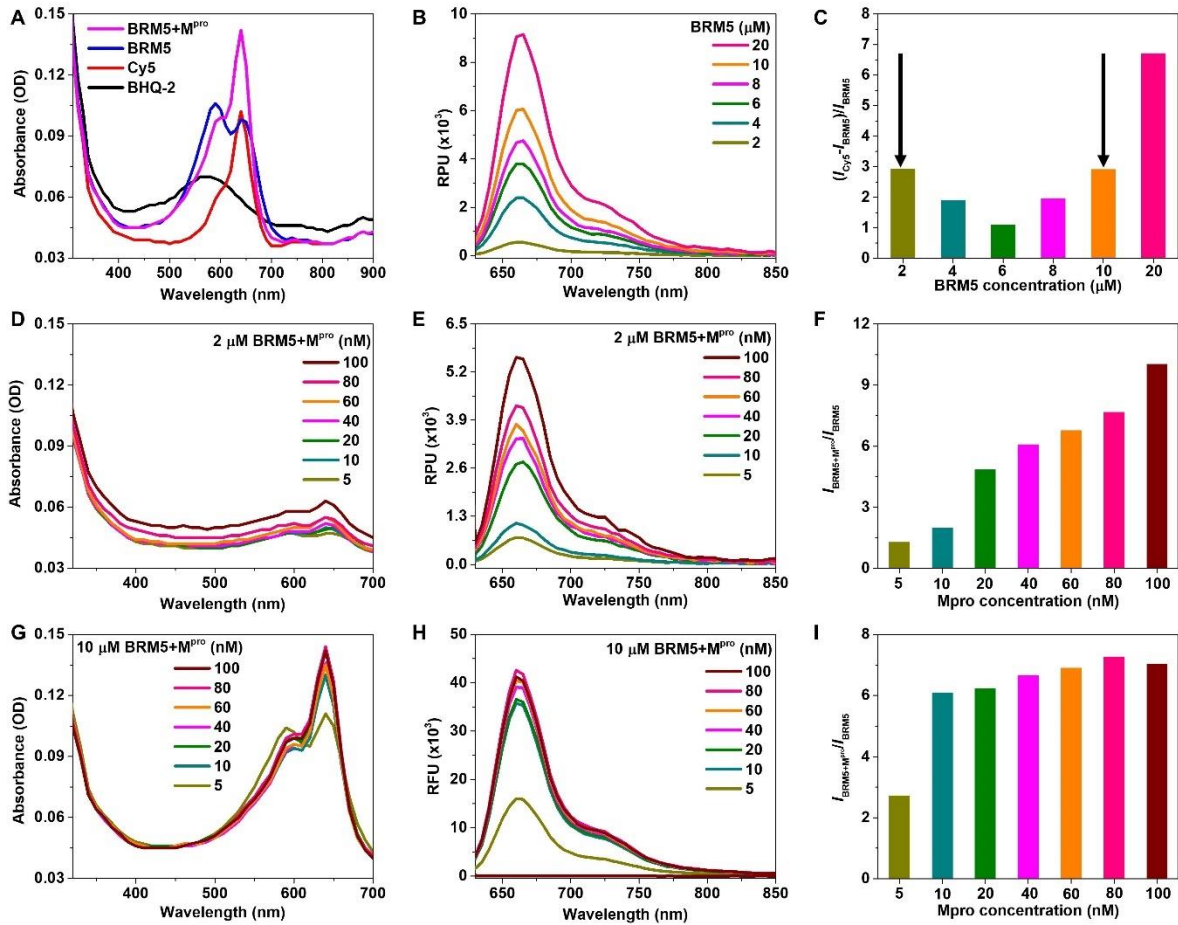 A
0.15
0.12
0.09
0.06
0.03
Absorbance (OD)
BRM5+Mpro
BRM5
Cy5
BHQ-2
400 500 600 700 800 900
Wavelength (nm)
B
10
8
6
4
2
0
RPU (x10³)
BRM5 (μM)
20
10
8
6
4
2
650 700 750 800 850
Wavelength (nm)
C
8
7
6
5
4
3
2
1
0
(ICy5-IBRM5)/IBRM5
2 4 6 8 10 20
BRM5 concentration (μM)
D
0.15
0.12
0.09
0.06
0.03
Absorbance (OD)
2 μM BRM5+Mpro (nM)
100
80
60
40
20
10
5
400 500 600 700
Wavelength (nm)
E
6.5
5.2
3.9
2.6
1.3
0.0
RPU (x10³)
2 μM BRM5+Mpro (nM)
100
80
60
40
20
10
5
650 700 750 800 850
Wavelength (nm)
F
12
9
6
3
0
IBRM5+Mpro/IBRM5
5 10 20 40 60 80 100
Mpro concentration (nM)
G
0.15
0.12
0.09
0.06
0.03
Absorbance (OD)
10 μM BRM5+Mpro (nM)
100
80
60
40
20
10
5
400 500 600 700
Wavelength (nm)
H
50
40
30
20
10
0
RFU (x10³)
10 μM BRM5+Mpro (nM)
100
80
60
40
20
10
5
650 700 750 800 850
Wavelength (nm)
I
8
6
4
2
0
IBRM5+Mpro/IBRM5
5 10 20 40 60 80 100
Mpro concentration (nM)